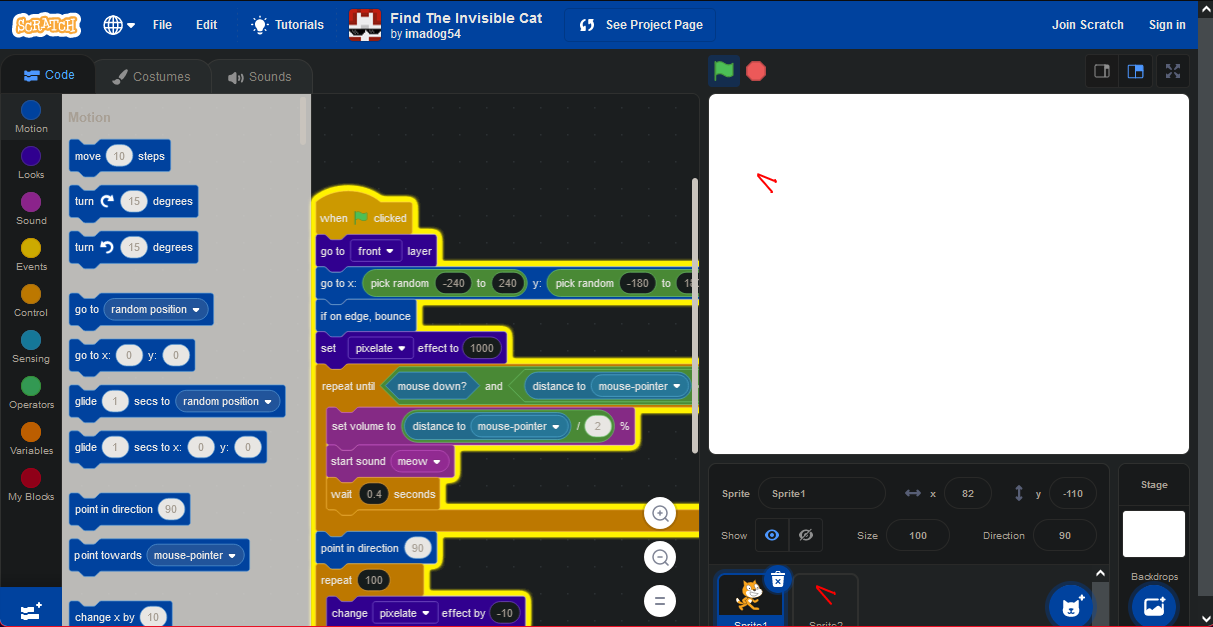 SCRATCH File Edit Tutorials Find The Invisible Cat See Project Page Join Scratch Sign in
by imadog54
Code Costumes Sounds
Motion
Looks
Sound
Events
Control
Sensing
Operators
Variables
My Blocks
Motion
move 10 steps
turn 15 degrees
turn 15 degrees
go to random position
go to x: 0 y: 0
glide 1 secs to random position
glide 1 secs to x: 0 y: 0
point in direction 90
point towards mouse-pointer
change x by 10
when clicked
go to front layer
go to x: pick random -240 to 240 y: pick random -180 to
if on edge, bounce
set pixelate effect to 1000
repeat until mouse down? and distance to mouse-pointer
set volume to distance to mouse-pointer / 2 %
start sound meow
wait 0.4 seconds
point in direction 90
repeat 100
change pixelate effect by -10
Sprite Sprite1 x 82 y -110
Show Size 100 Direction 90
Sprite1 Sprite2
Stage
Backdrops